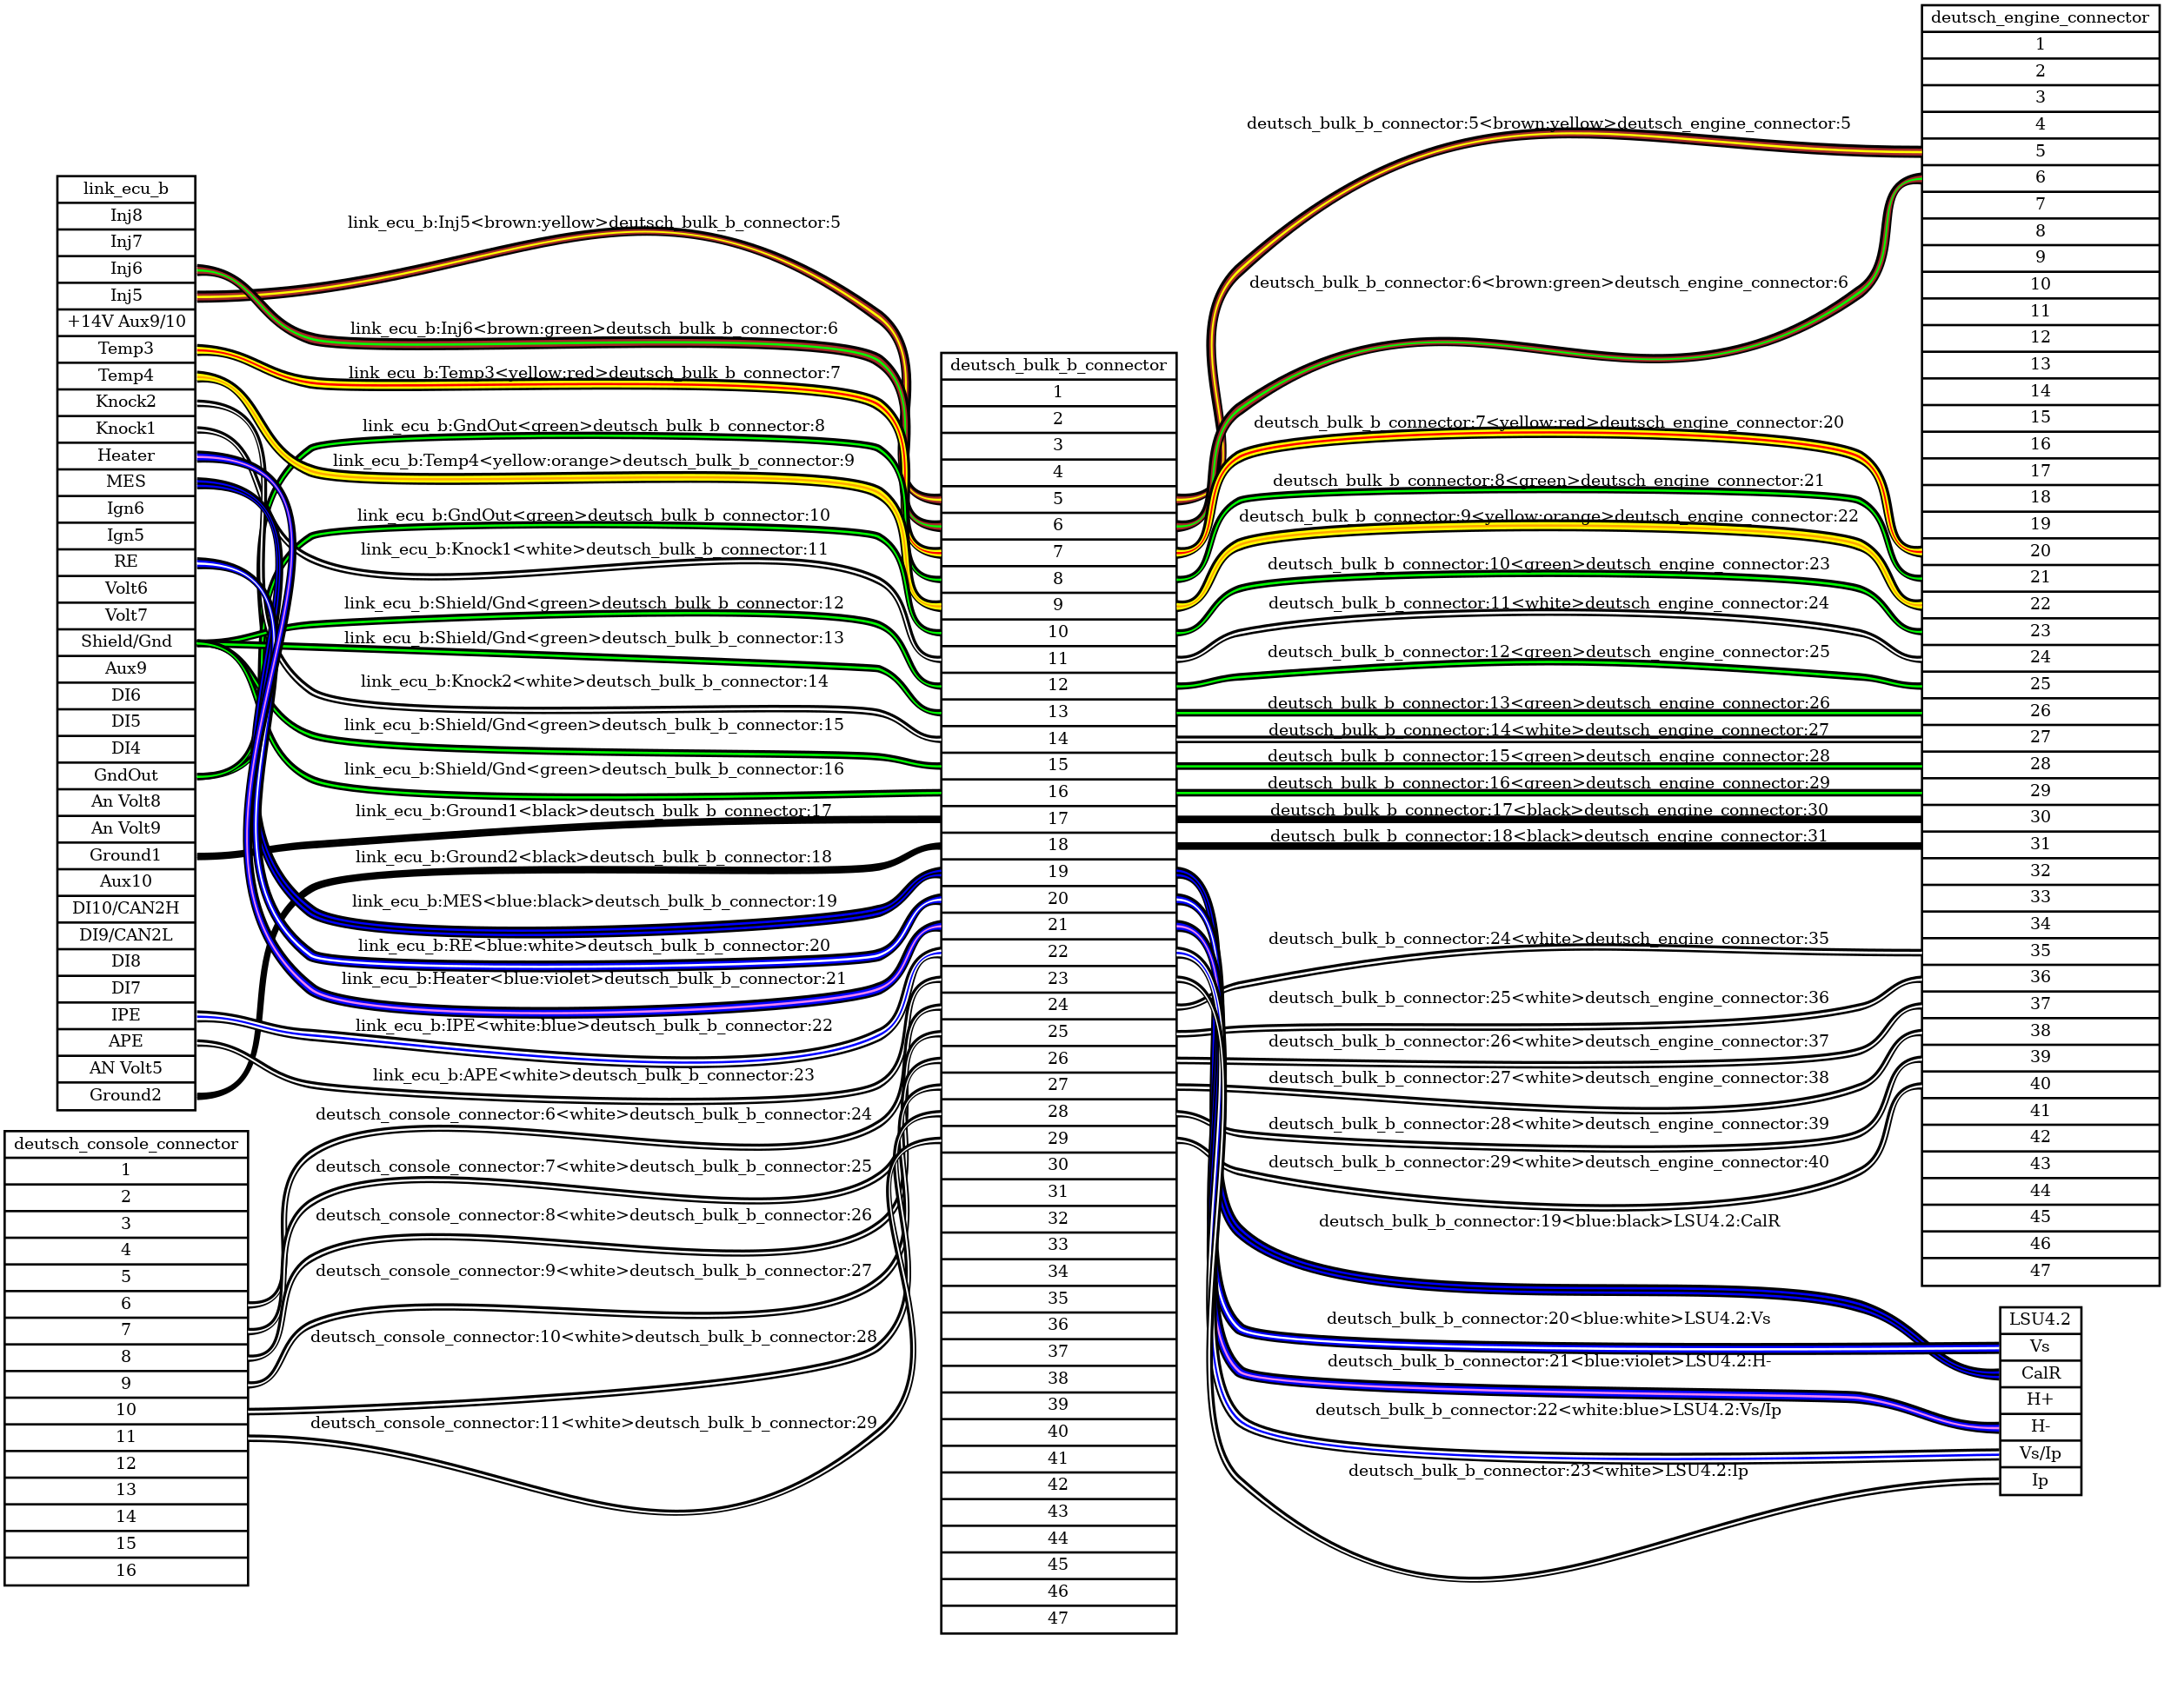 link_ecu_b
Inj8
Inj7
Inj6
Inj5
+14V Aux9/10
Temp3
Temp4
Knock2
Knock1
Heater
MES
Ign6
Ign5
RE
Volt6
Volt7
Shield/Gnd
Aux9
DI6
DI5
DI4
GndOut
An Volt8
An Volt9
Ground1
Aux10
DI10/CAN2H
DI9/CAN2L
DI8
DI7
IPE
APE
AN Volt5
Ground2
deutsch_console_connector
1
2
3
4
5
6
7
8
9
10
11
12
13
14
15
16
link_ecu_b:Inj5<brown:yellow>deutsch_bulk_b_connector:5
link_ecu_b:Inj6<brown:green>deutsch_bulk_b_connector:6
link_ecu_b:Temp3<yellow:red>deutsch_bulk_b_connector:7
link_ecu_b:GndOut<green>deutsch_bulk_b_connector:8
link_ecu_b:Temp4<yellow:orange>deutsch_bulk_b_connector:9
link_ecu_b:GndOut<green>deutsch_bulk_b_connector:10
link_ecu_b:Knock1<white>deutsch_bulk_b_connector:11
link_ecu_b:Shield/Gnd<green>deutsch_bulk_b_connector:12
link_ecu_b:Shield/Gnd<green>deutsch_bulk_b_connector:13
link_ecu_b:Knock2<white>deutsch_bulk_b_connector:14
link_ecu_b:Shield/Gnd<green>deutsch_bulk_b_connector:15
link_ecu_b:Shield/Gnd<green>deutsch_bulk_b_connector:16
link_ecu_b:Ground1<black>deutsch_bulk_b_connector:17
link_ecu_b:Ground2<black>deutsch_bulk_b_connector:18
link_ecu_b:MES<blue:black>deutsch_bulk_b_connector:19
link_ecu_b:RE<blue:white>deutsch_bulk_b_connector:20
link_ecu_b:Heater<blue:violet>deutsch_bulk_b_connector:21
link_ecu_b:IPE<white:blue>deutsch_bulk_b_connector:22
link_ecu_b:APE<white>deutsch_bulk_b_connector:23
deutsch_console_connector:6<white>deutsch_bulk_b_connector:24
deutsch_console_connector:7<white>deutsch_bulk_b_connector:25
deutsch_console_connector:8<white>deutsch_bulk_b_connector:26
deutsch_console_connector:9<white>deutsch_bulk_b_connector:27
deutsch_console_connector:10<white>deutsch_bulk_b_connector:28
deutsch_console_connector:11<white>deutsch_bulk_b_connector:29
deutsch_bulk_b_connector
1
2
3
4
5
6
7
8
9
10
11
12
13
14
15
16
17
18
19
20
21
22
23
24
25
26
27
28
29
30
31
32
33
34
35
36
37
38
39
40
41
42
43
44
45
46
47
deutsch_bulk_b_connector:5<brown:yellow>deutsch_engine_connector:5
deutsch_bulk_b_connector:6<brown:green>deutsch_engine_connector:6
deutsch_bulk_b_connector:7<yellow:red>deutsch_engine_connector:20
deutsch_bulk_b_connector:8<green>deutsch_engine_connector:21
deutsch_bulk_b_connector:9<yellow:orange>deutsch_engine_connector:22
deutsch_bulk_b_connector:10<green>deutsch_engine_connector:23
deutsch_bulk_b_connector:11<white>deutsch_engine_connector:24
deutsch_bulk_b_connector:12<green>deutsch_engine_connector:25
deutsch_bulk_b_connector:13<green>deutsch_engine_connector:26
deutsch_bulk_b_connector:14<white>deutsch_engine_connector:27
deutsch_bulk_b_connector:15<green>deutsch_engine_connector:28
deutsch_bulk_b_connector:16<green>deutsch_engine_connector:29
deutsch_bulk_b_connector:17<black>deutsch_engine_connector:30
deutsch_bulk_b_connector:18<black>deutsch_engine_connector:31
deutsch_bulk_b_connector:24<white>deutsch_engine_connector:35
deutsch_bulk_b_connector:25<white>deutsch_engine_connector:36
deutsch_bulk_b_connector:26<white>deutsch_engine_connector:37
deutsch_bulk_b_connector:27<white>deutsch_engine_connector:38
deutsch_bulk_b_connector:28<white>deutsch_engine_connector:39
deutsch_bulk_b_connector:29<white>deutsch_engine_connector:40
deutsch_bulk_b_connector:19<blue:black>LSU4.2:CalR
deutsch_bulk_b_connector:20<blue:white>LSU4.2:Vs
deutsch_bulk_b_connector:21<blue:violet>LSU4.2:H-
deutsch_bulk_b_connector:22<white:blue>LSU4.2:Vs/Ip
deutsch_bulk_b_connector:23<white>LSU4.2:Ip
deutsch_engine_connector
1
2
3
4
5
6
7
8
9
10
11
12
13
14
15
16
17
18
19
20
21
22
23
24
25
26
27
28
29
30
31
32
33
34
35
36
37
38
39
40
41
42
43
44
45
46
47
LSU4.2
Vs
CalR
H+
H-
Vs/Ip
Ip